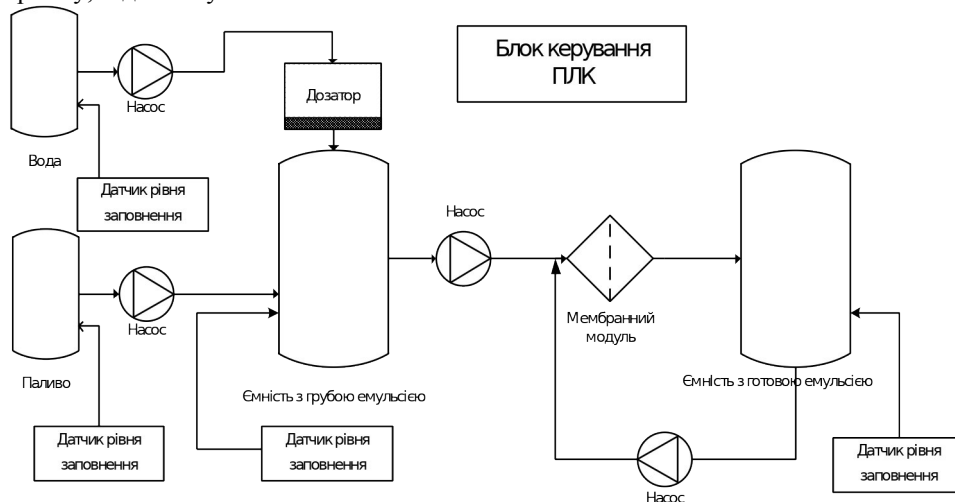 Блок керування
ПЛК
Дозатор
Насос
Вода
Датчик рівня
заповнення
Насос
Насос
Мембранний
модуль
Паливо
Ємність з грубою емульсією
Ємність з готовою емульсією
Датчик рівня
заповнення
Датчик рівня
заповнення
Датчик рівня
заповнення
Насос